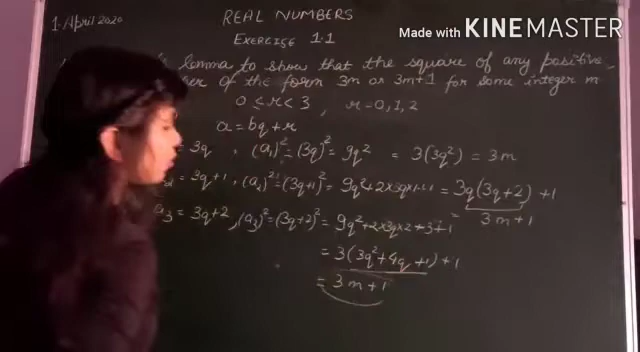 1 April 2020
REAL NUMBERS
Made with KINEMASTER
EXERCISE 1.1
lemma to show that the square of any positive
of the form 3m or 3m+1 for some integer m
0 ≤ r < 3 , r = 0, 1, 2
a = bq + r
= 3q , (a₁)² = (3q)² = 9q² = 3(3q²) = 3m
= 3q+1 , (a₂)² = (3q+1)² = 9q² + 2×3q×1+1 = 3q(3q+2) + 1
= 3m+1
a₃ = 3q+2 , (a₃)² = (3q+2)² = 9q² + 2×3q×2 + 3+1
= 3(3q² + 4q + 1) + 1
= 3m+1